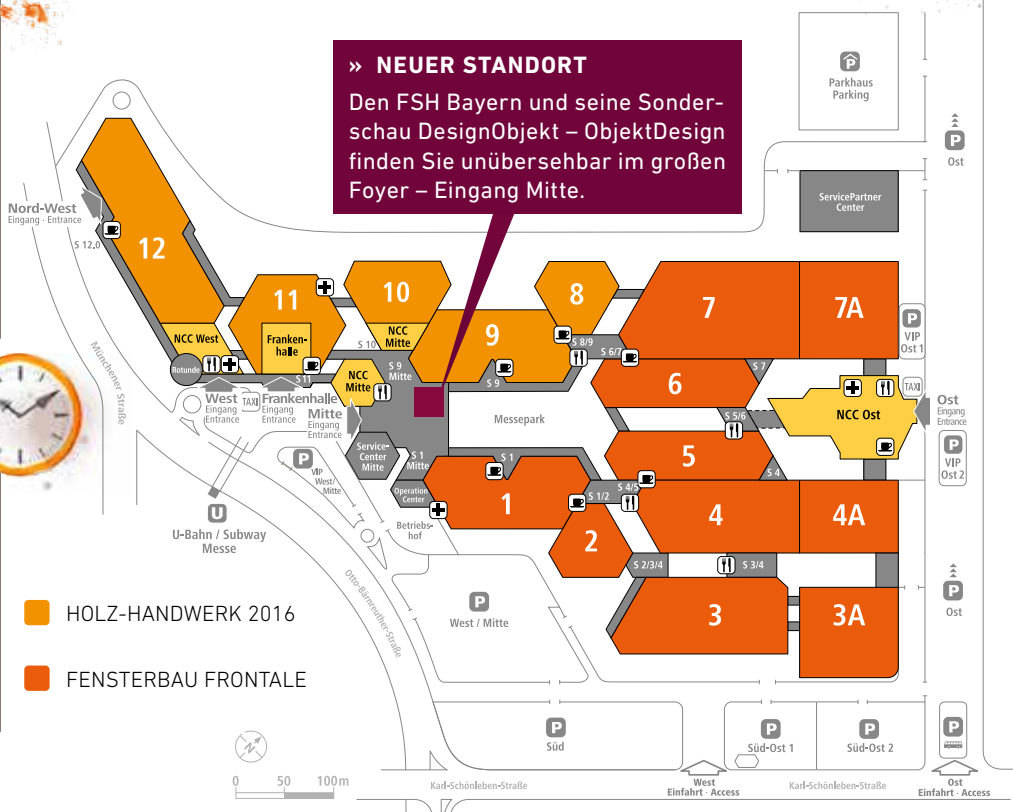 » NEUER STANDORT
Den FSH Bayern und seine Sonder-
schau DesignObjekt – ObjektDesign
finden Sie unübersehbar im großen
Foyer – Eingang Mitte.
P
Parkhaus
Parking
P
Ost
ServicePartner
Center
Nord-West
Eingang · Entrance
S 12.0
12
11
10
9
8
7
7A
NCC West
Franken-
halle
NCC
Mitte
S 10
S 9
Mitte
S 9
S 8/9
S 6/7
P
VIP
Ost 1
Rotunde
S 11
NCC
Mitte
6
S 7
West
Eingang
Entrance
TAXI
Frankenhalle
Eingang
Entrance
Mitte
Eingang
Entrance
Messepark
S 5/6
NCC Ost
TAXI
Ost
Eingang
Entrance
Münchener Straße
Service-
Center
Mitte
S 1
Mitte
S 1
5
S 4
P
VIP
Ost 2
P
VIP
West/
Mitte
Operation
Center
1
S 1/2
S 4/5
4
4A
U
U-Bahn / Subway
Messe
Betriebs-
hof
2
S 2/3/4
S 3/4
P
Ost
Otto-Bärnreuther-Straße
P
West / Mitte
3
3A
HOLZ-HANDWERK 2016
FENSTERBAU FRONTALE
P
Süd
P
Süd-Ost 1
P
Süd-Ost 2
P
N
0 50 100 m
Karl-Schönleben-Straße
West
Einfahrt · Access
Karl-Schönleben-Straße
Ost
Einfahrt · Access